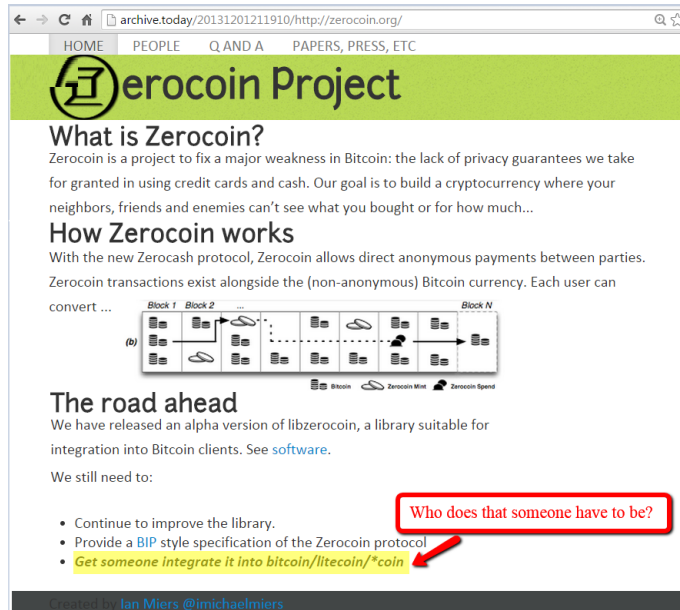 archive.today/20131201211910/http://zerocoin.org/
HOME PEOPLE Q AND A PAPERS, PRESS, ETC
Zerocoin Project
What is Zerocoin?
Zerocoin is a project to fix a major weakness in Bitcoin: the lack of privacy guarantees we take
for granted in using credit cards and cash. Our goal is to build a cryptocurrency where your
neighbors, friends and enemies can't see what you bought or for how much...
How Zerocoin works
With the new Zerocash protocol, Zerocoin allows direct anonymous payments between parties.
Zerocoin transactions exist alongside the (non-anonymous) Bitcoin currency. Each user can
convert ...
Block 1 Block 2 ... Block N
(b)
Bitcoin Zerocoin Mint Zerocoin Spend
The road ahead
We have released an alpha version of libzerocoin, a library suitable for
integration into Bitcoin clients. See software.
We still need to:
Who does that someone have to be?
• Continue to improve the library.
• Provide a BIP style specification of the Zerocoin protocol
• Get someone integrate it into bitcoin/litecoin/*coin
Created by Ian Miers @imichaelmiers